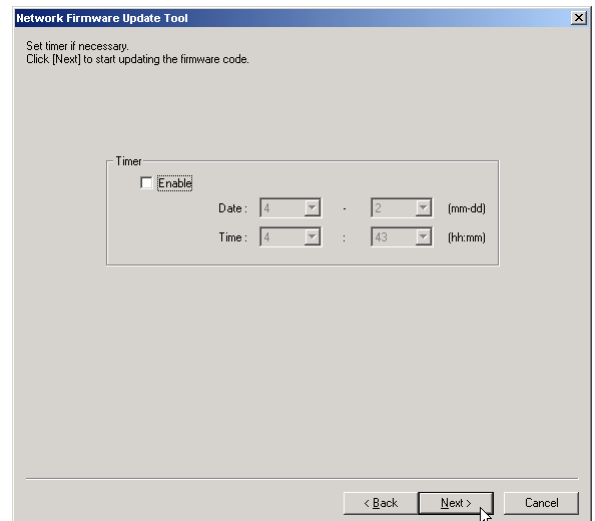 Network Firmware Update Tool
Set timer if necessary.
Click [Next] to start updating the firmware code.
Timer
Enable
Date : 4 - 2 (mm-dd)
Time : 4 : 43 (hh:mm)
< Back Next > Cancel